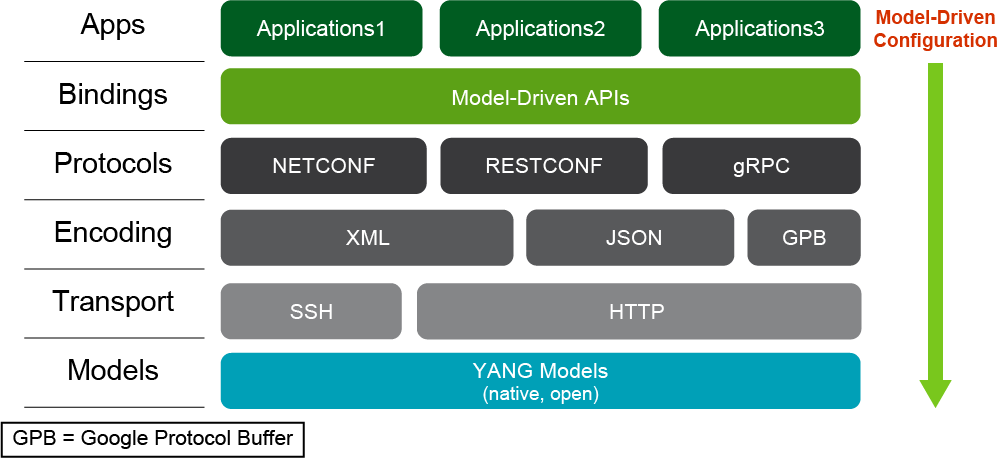 Apps
Applications1
Applications2
Applications3
Model-Driven
Configuration
Bindings
Model-Driven APIs
Protocols
NETCONF
RESTCONF
gRPC
Encoding
XML
JSON
GPB
Transport
SSH
HTTP
Models
YANG Models
(native, open)
GPB = Google Protocol Buffer